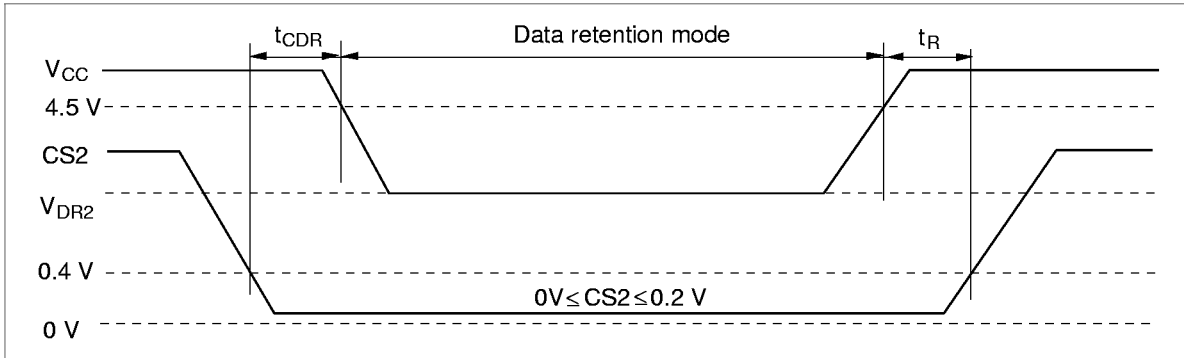 tCDR Data retention mode tR
VCC
4.5 V
CS2
VDR2
0.4 V
0V≤CS2≤0.2 V
0 V